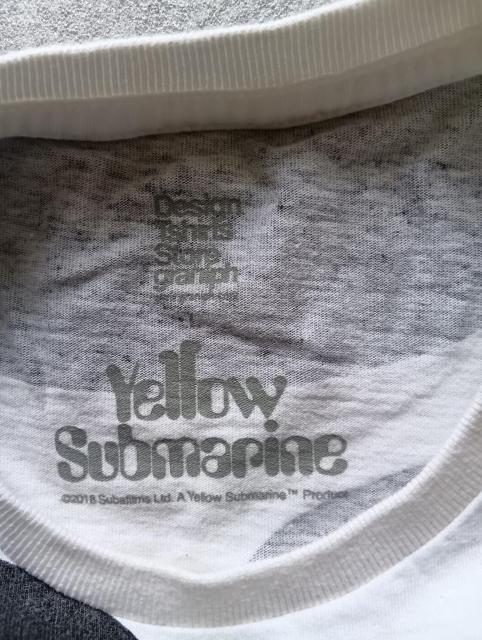 Design
Tshirts
Store
graniph
Yellow
Submarine
©2018 Subafilms Ltd. A Yellow Submarine™ Product